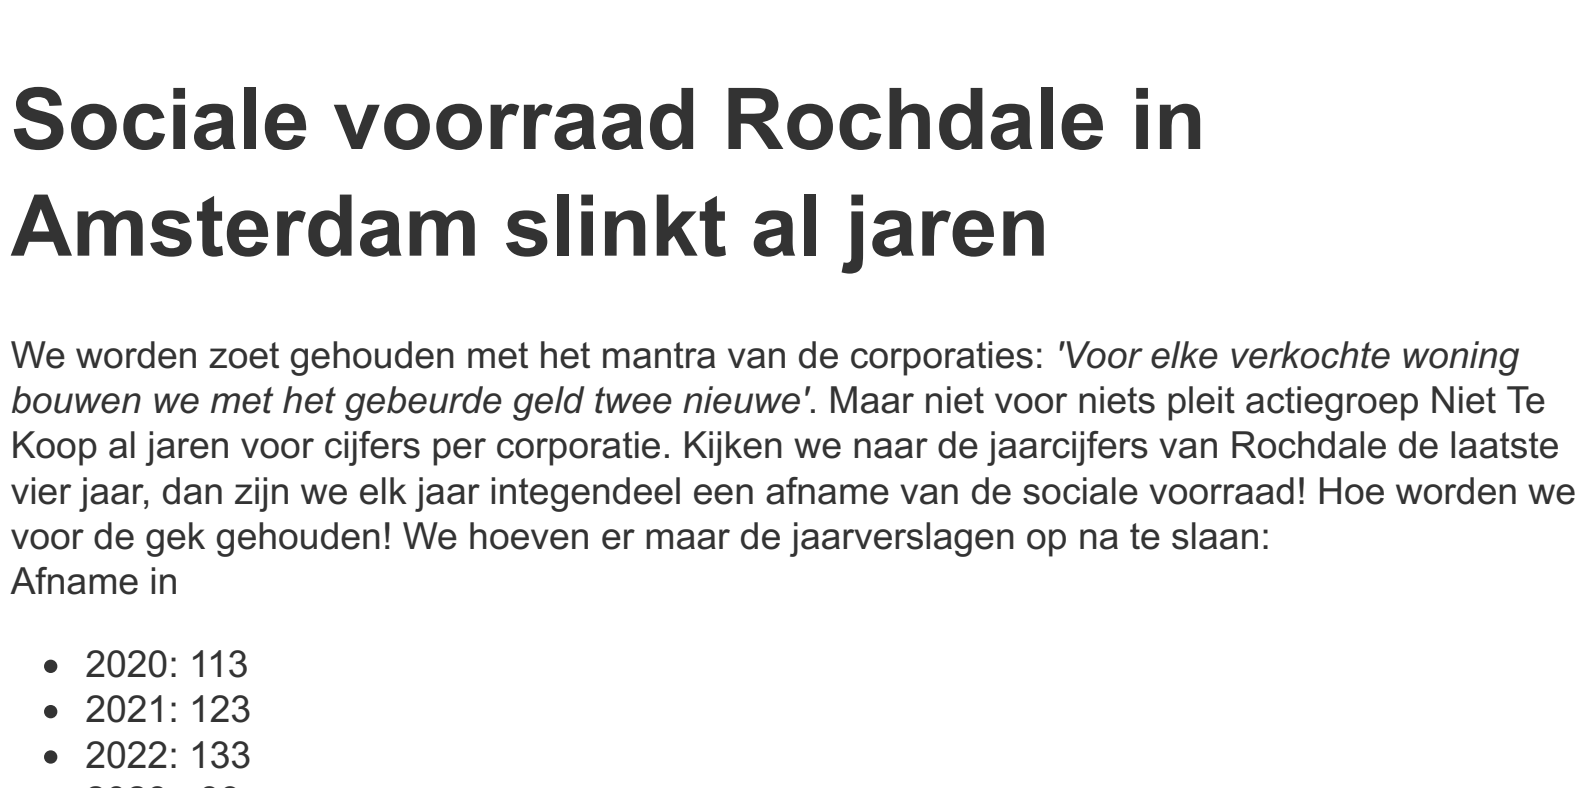 Sociale voorraad Rochdale in
Amsterdam slinkt al jaren
We worden zoet gehouden met het mantra van de corporaties: 'Voor elke verkochte woning
bouwen we met het gebeurde geld twee nieuwe'. Maar niet voor niets pleit actiegroep Niet Te
Koop al jaren voor cijfers per corporatie. Kijken we naar de jaarcijfers van Rochdale de laatste
vier jaar, dan zijn we elk jaar integendeel een afname van de sociale voorraad! Hoe worden we
voor de gek gehouden! We hoeven er maar de jaarverslagen op na te slaan:
Afname in
• 2020: 113
• 2021: 123
• 2022: 133